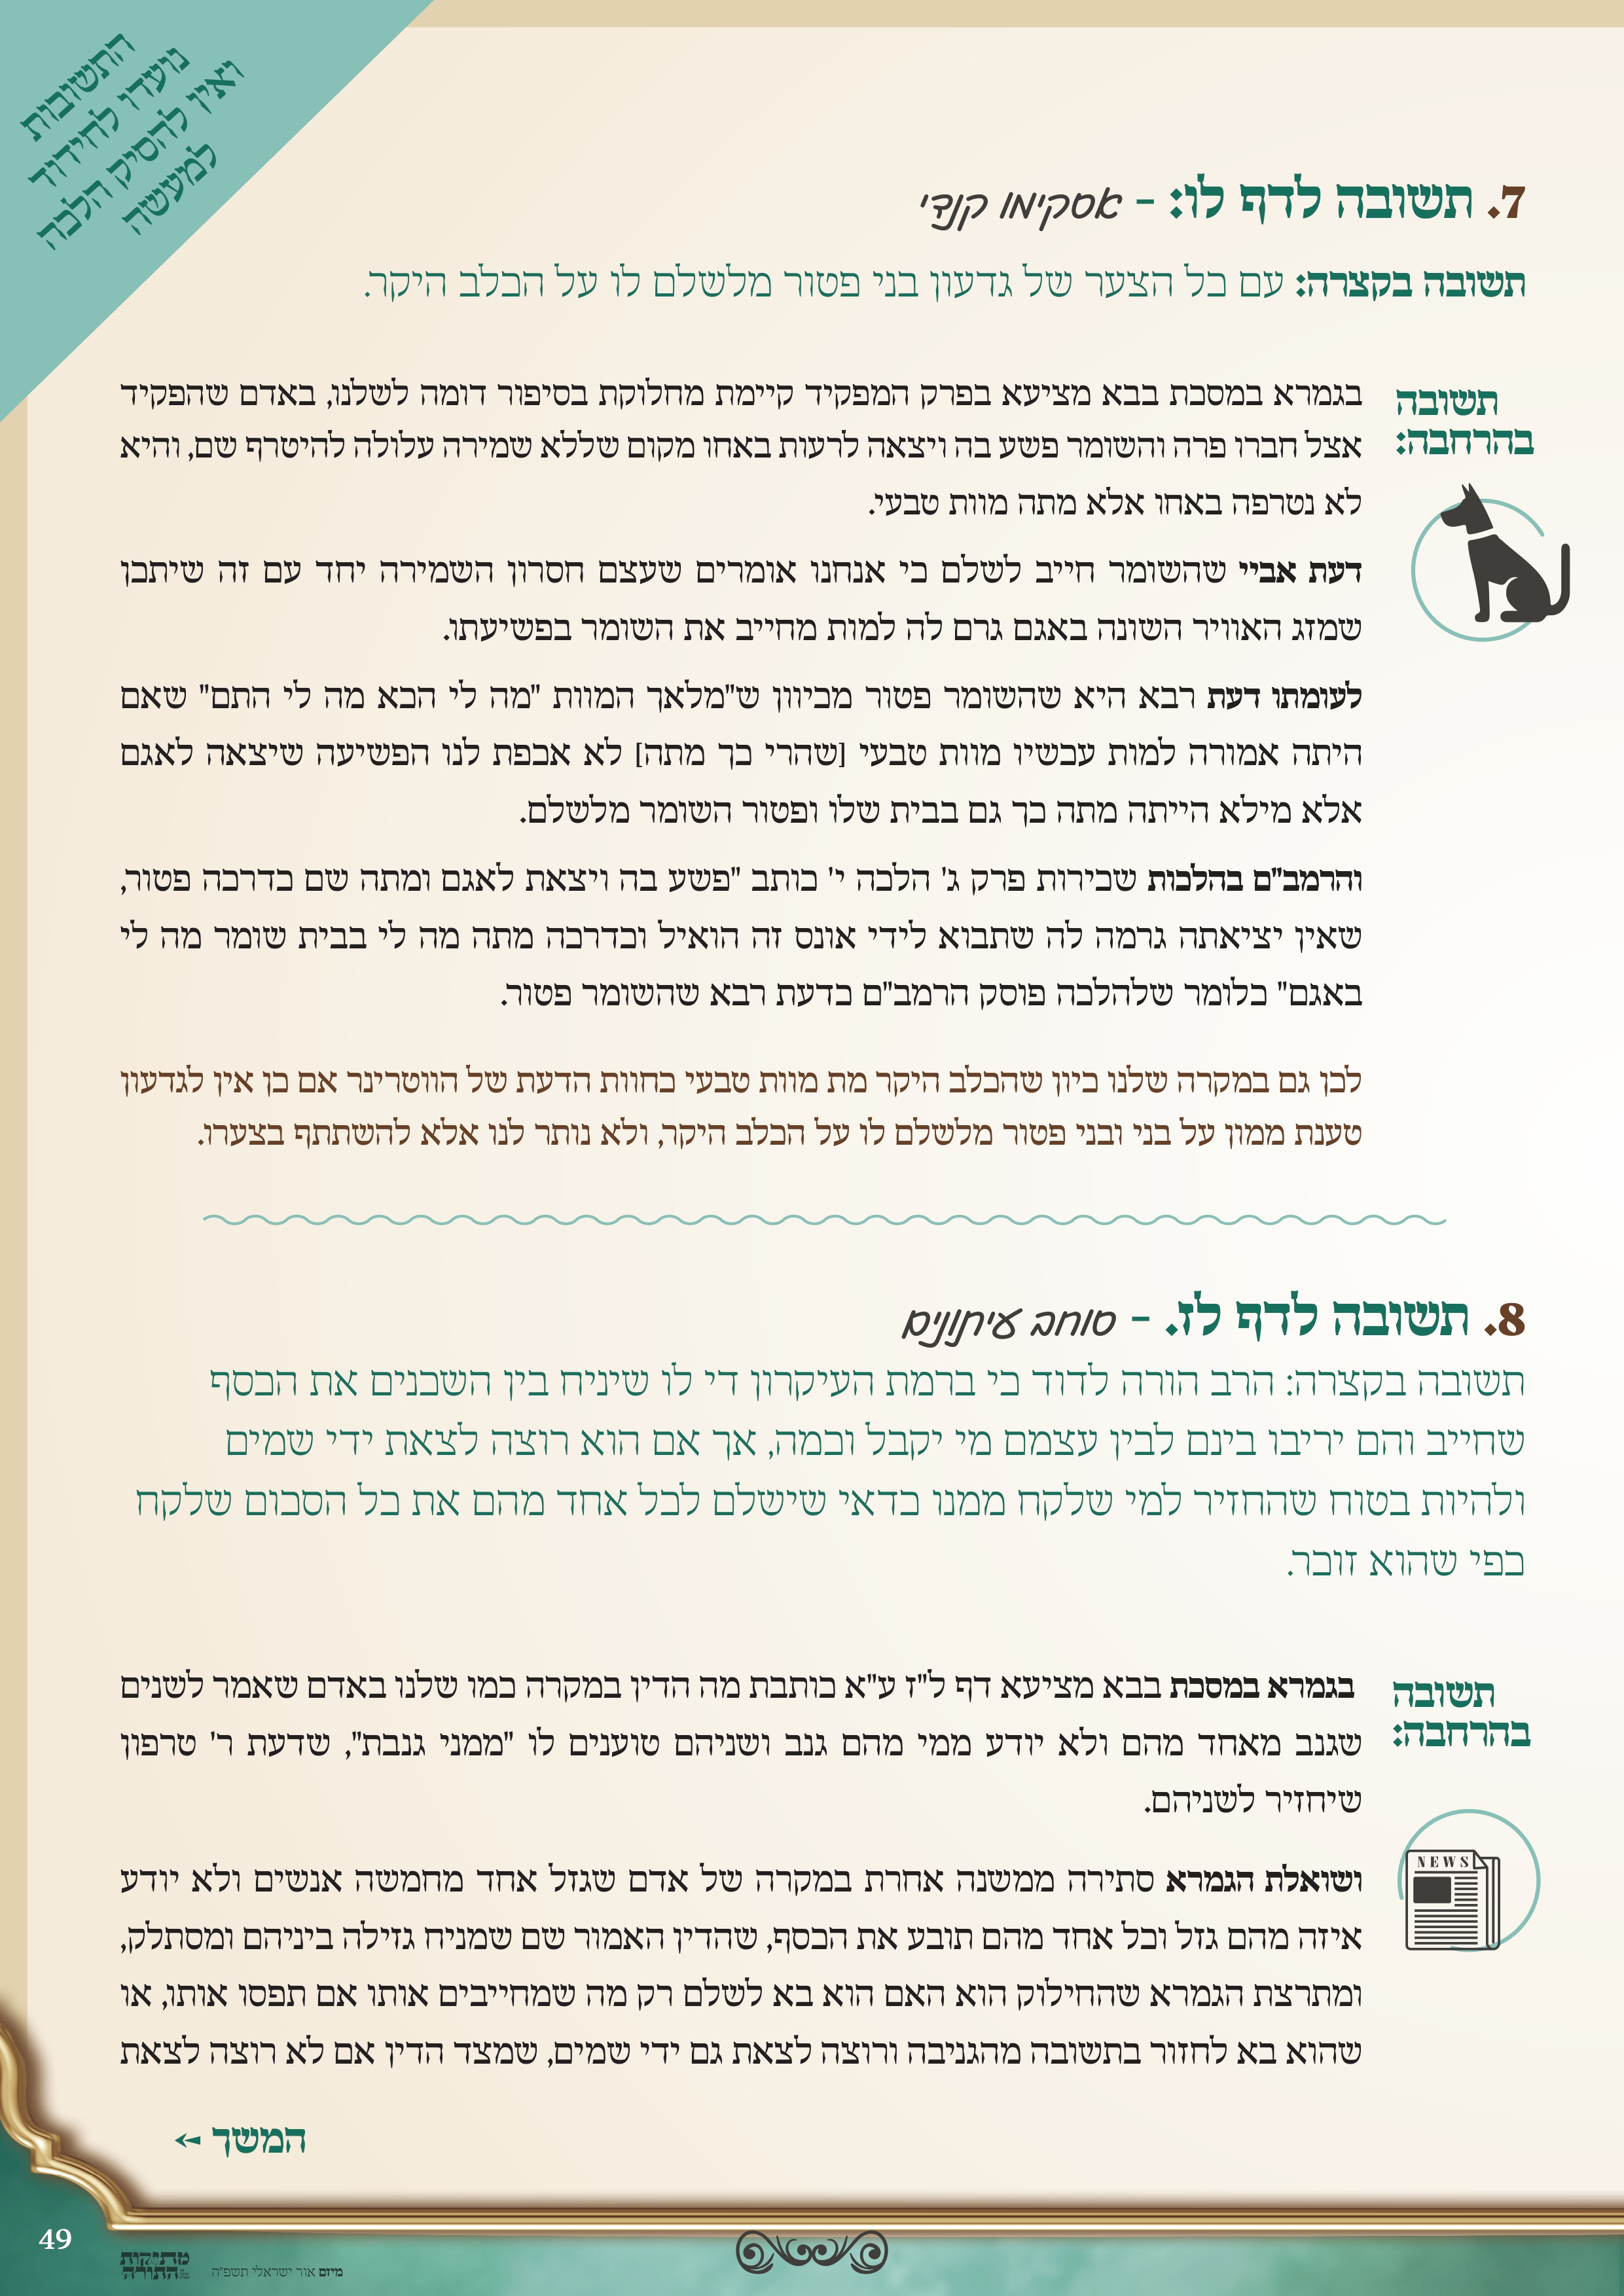 התשובות
נועדו לחידוד
ואין להסיק הלכה
למעשה
7. תשובה לדף לו: - אסקימו קנדי
תשובה בקצרה: עם כל הצער של גדעון בני פטור מלשלם לו על הכלב היקר.
תשובה
בהרחבה:
בגמרא במסכת בבא מציעא בפרק המפקיד קיימת מחלוקת בסיפור דומה לשלנו, באדם שהפקיד
אצל חברו פרה והשומר פשע בה ויצאה לרעות באחו מקום שללא שמירה עלולה להיטרף שם, והיא
לא נטרפה באחו אלא מתה מוות טבעי.
דעת אביי שהשומר חייב לשלם כי אנחנו אומרים שעצם חסרון השמירה יחד עם זה שיתכן
שמזג האוויר השונה באגם גרם לה למות מחייב את השומר בפשיעתו.
לעומתו דעת רבא היא שהשומר פטור מכיוון ש"מלאך המוות "מה לי הכא מה לי התם" שאם
היתה אמורה למות עכשיו מוות טבעי [שהרי כך מתה] לא אכפת לנו הפשיעה שיצאה לאגם
אלא מילא הייתה מתה כך גם בבית שלו ופטור השומר מלשלם.
והרמב"ם בהלכות שכירות פרק ג' הלכה י' כותב "פשע בה ויצאת לאגם ומתה שם כדרכה פטור,
שאין יציאתה גרמה לה שתבוא לידי אונס זה הואיל וכדרכה מתה מה לי בבית שומר מה לי
באגם" כלומר שלהלכה פוסק הרמב"ם כדעת רבא שהשומר פטור.
לכן גם במקרה שלנו כיון שהכלב היקר מת מוות טבעי כחוות הדעת של הווטרינר אם כן אין לגדעון
טענת ממון על בני ובני פטור מלשלם לו על הכלב היקר, ולא נותר לנו אלא להשתתף בצערו.
8. תשובה לדף לז. - סוחב עיתונים
תשובה בקצרה: הרב הורה לדוד כי ברמת העיקרון די לו שיניח בין השכנים את הכסף
שחייב והם יריבו בינם לבין עצמם מי יקבל וכמה, אך אם הוא רוצה לצאת ידי שמים
ולהיות בטוח שהחזיר למי שלקח ממנו כדאי שישלם לכל אחד מהם את כל הסכום שלקח
כפי שהוא זוכר.
תשובה
בהרחבה:
בגמרא במסכת בבא מציעא דף ל"ז ע"א כותבת מה הדין במקרה כמו שלנו באדם שאמר לשנים
שגנב מאחד מהם ולא יודע ממי מהם גנב ושניהם טוענים לו "ממני גנבת", שדעת ר' טרפון
שיחזיר לשניהם.
NEWS
ושואלת הגמרא סתירה ממשנה אחרת במקרה של אדם שגזל אחד מחמשה אנשים ולא יודע
איזה מהם גזל וכל אחד מהם תובע את הכסף, שהדין האמור שם שמניח גזילה ביניהם ומסתלק,
ומתרצת הגמרא שהחילוק הוא האם הוא בא לשלם רק מה שמחייבים אותו אם תפסו אותו, או
שהוא בא לחזור בתשובה מהגניבה ורוצה לצאת גם ידי שמים, שמצד הדין אם לא רוצה לצאת
המשך
49
מתיקות
התורה
מיזם אור ישראלי תשפ"ה